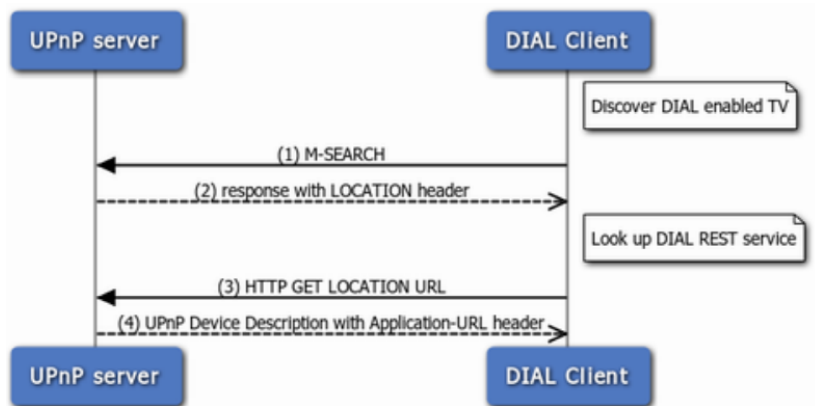 UPnP server
DIAL Client
Discover DIAL enabled TV
(1) M-SEARCH
(2) response with LOCATION header
Look up DIAL REST service
(3) HTTP GET LOCATION URL
(4) UPnP Device Description with Application-URL header
UPnP server
DIAL Client